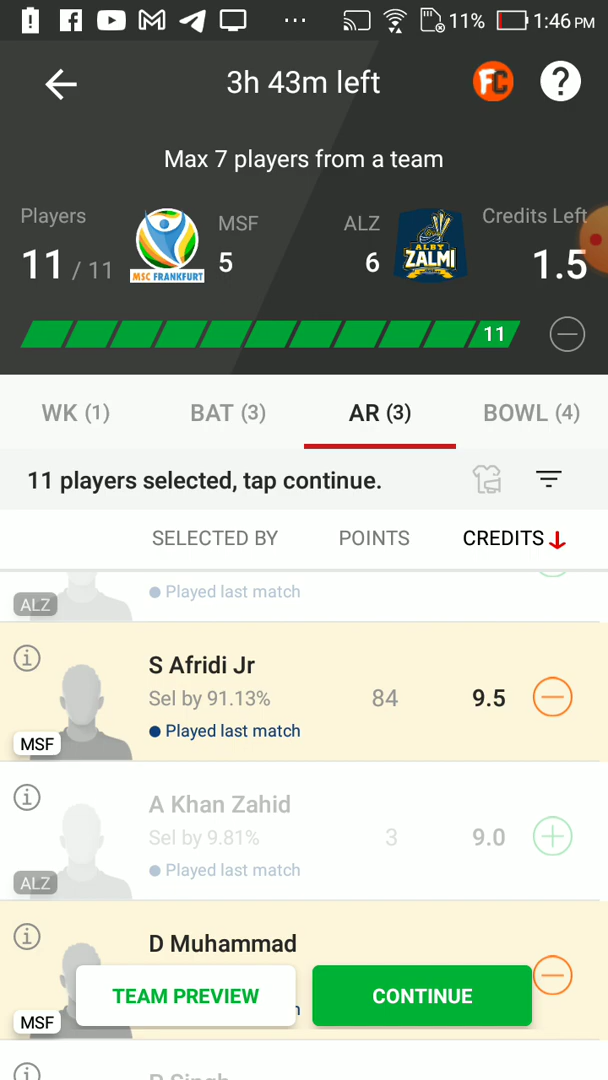 11% 1:46 PM
3h 43m left
FC ?
Max 7 players from a team
Players MSF ALZ Credits Left
11 / 11 5 6 1.5
MSC FRANKFURT
ALBY ZALMI
11
WK (1) BAT (3) AR (3) BOWL (4)
11 players selected, tap continue.
SELECTED BY POINTS CREDITS
Played last match
ALZ
S Afridi Jr
Sel by 91.13% 84 9.5
Played last match
MSF
A Khan Zahid
Sel by 9.81% 3 9.0
Played last match
ALZ
D Muhammad
TEAM PREVIEW CONTINUE
MSF